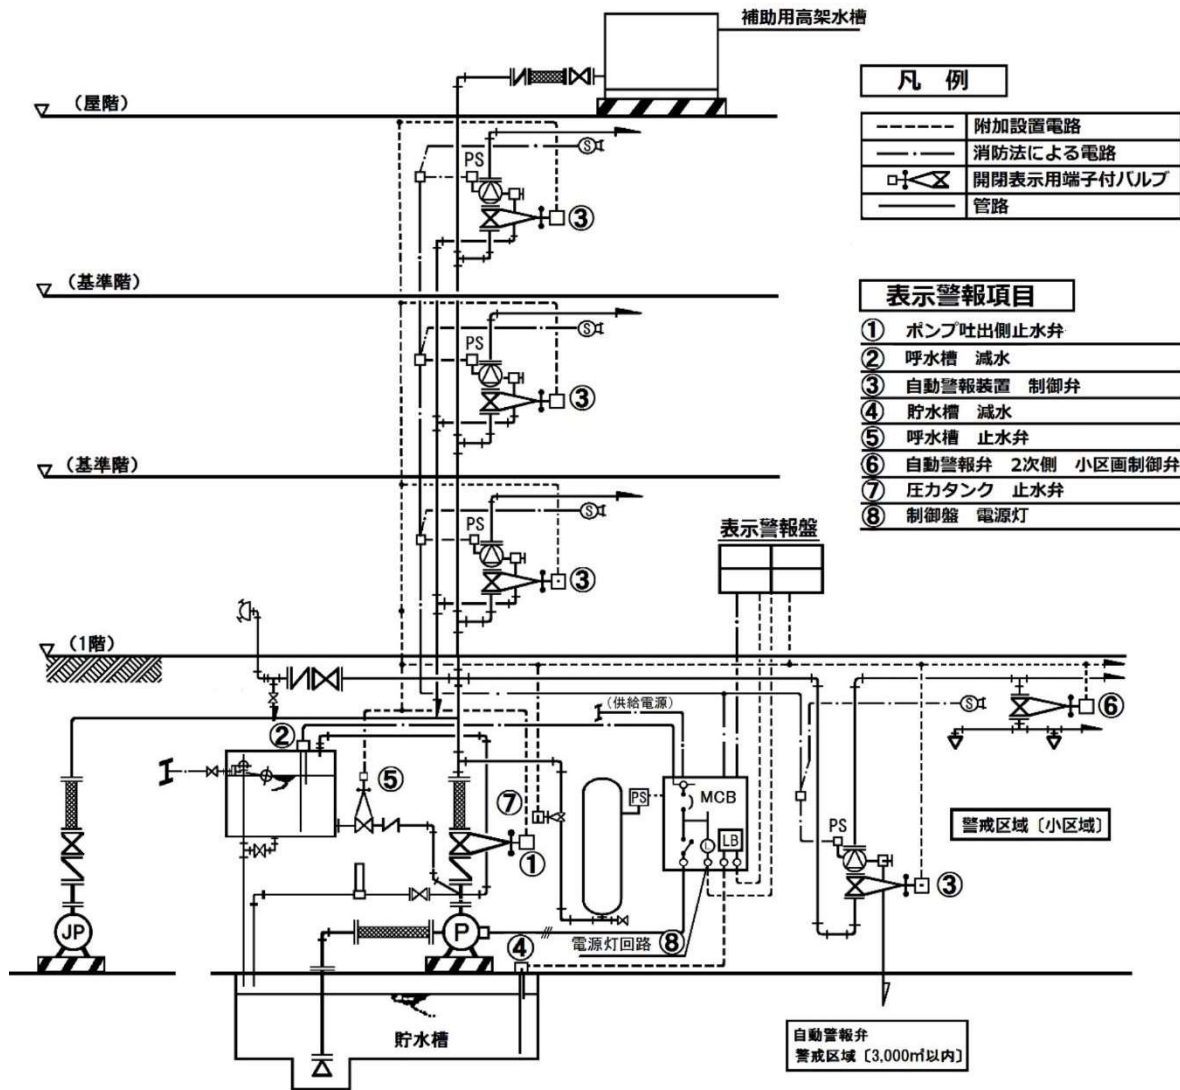 補助用高架水槽
凡 例
附加設置電路
消防法による電路
開閉表示用端子付バルブ
管路
(屋階)
PS
S
③
(基準階)
PS
S
③
(基準階)
PS
S
③
表示警報項目
① ポンプ吐出側止水弁
② 呼水槽 減水
③ 自動警報装置 制御弁
④ 貯水槽 減水
⑤ 呼水槽 止水弁
⑥ 自動警報弁 2次側 小区画制御弁
⑦ 圧力タンク 止水弁
⑧ 制御盤 電源灯
表示警報盤
(1階)
(供給電源)
S
⑥
②
⑤
⑦
PS
MCB
L
LB
①
警戒区域〔小区域〕
PS
③
JP
P
④
電源灯回路 ⑧
貯水槽
自動警報弁
警戒区域〔3,000㎡以内〕